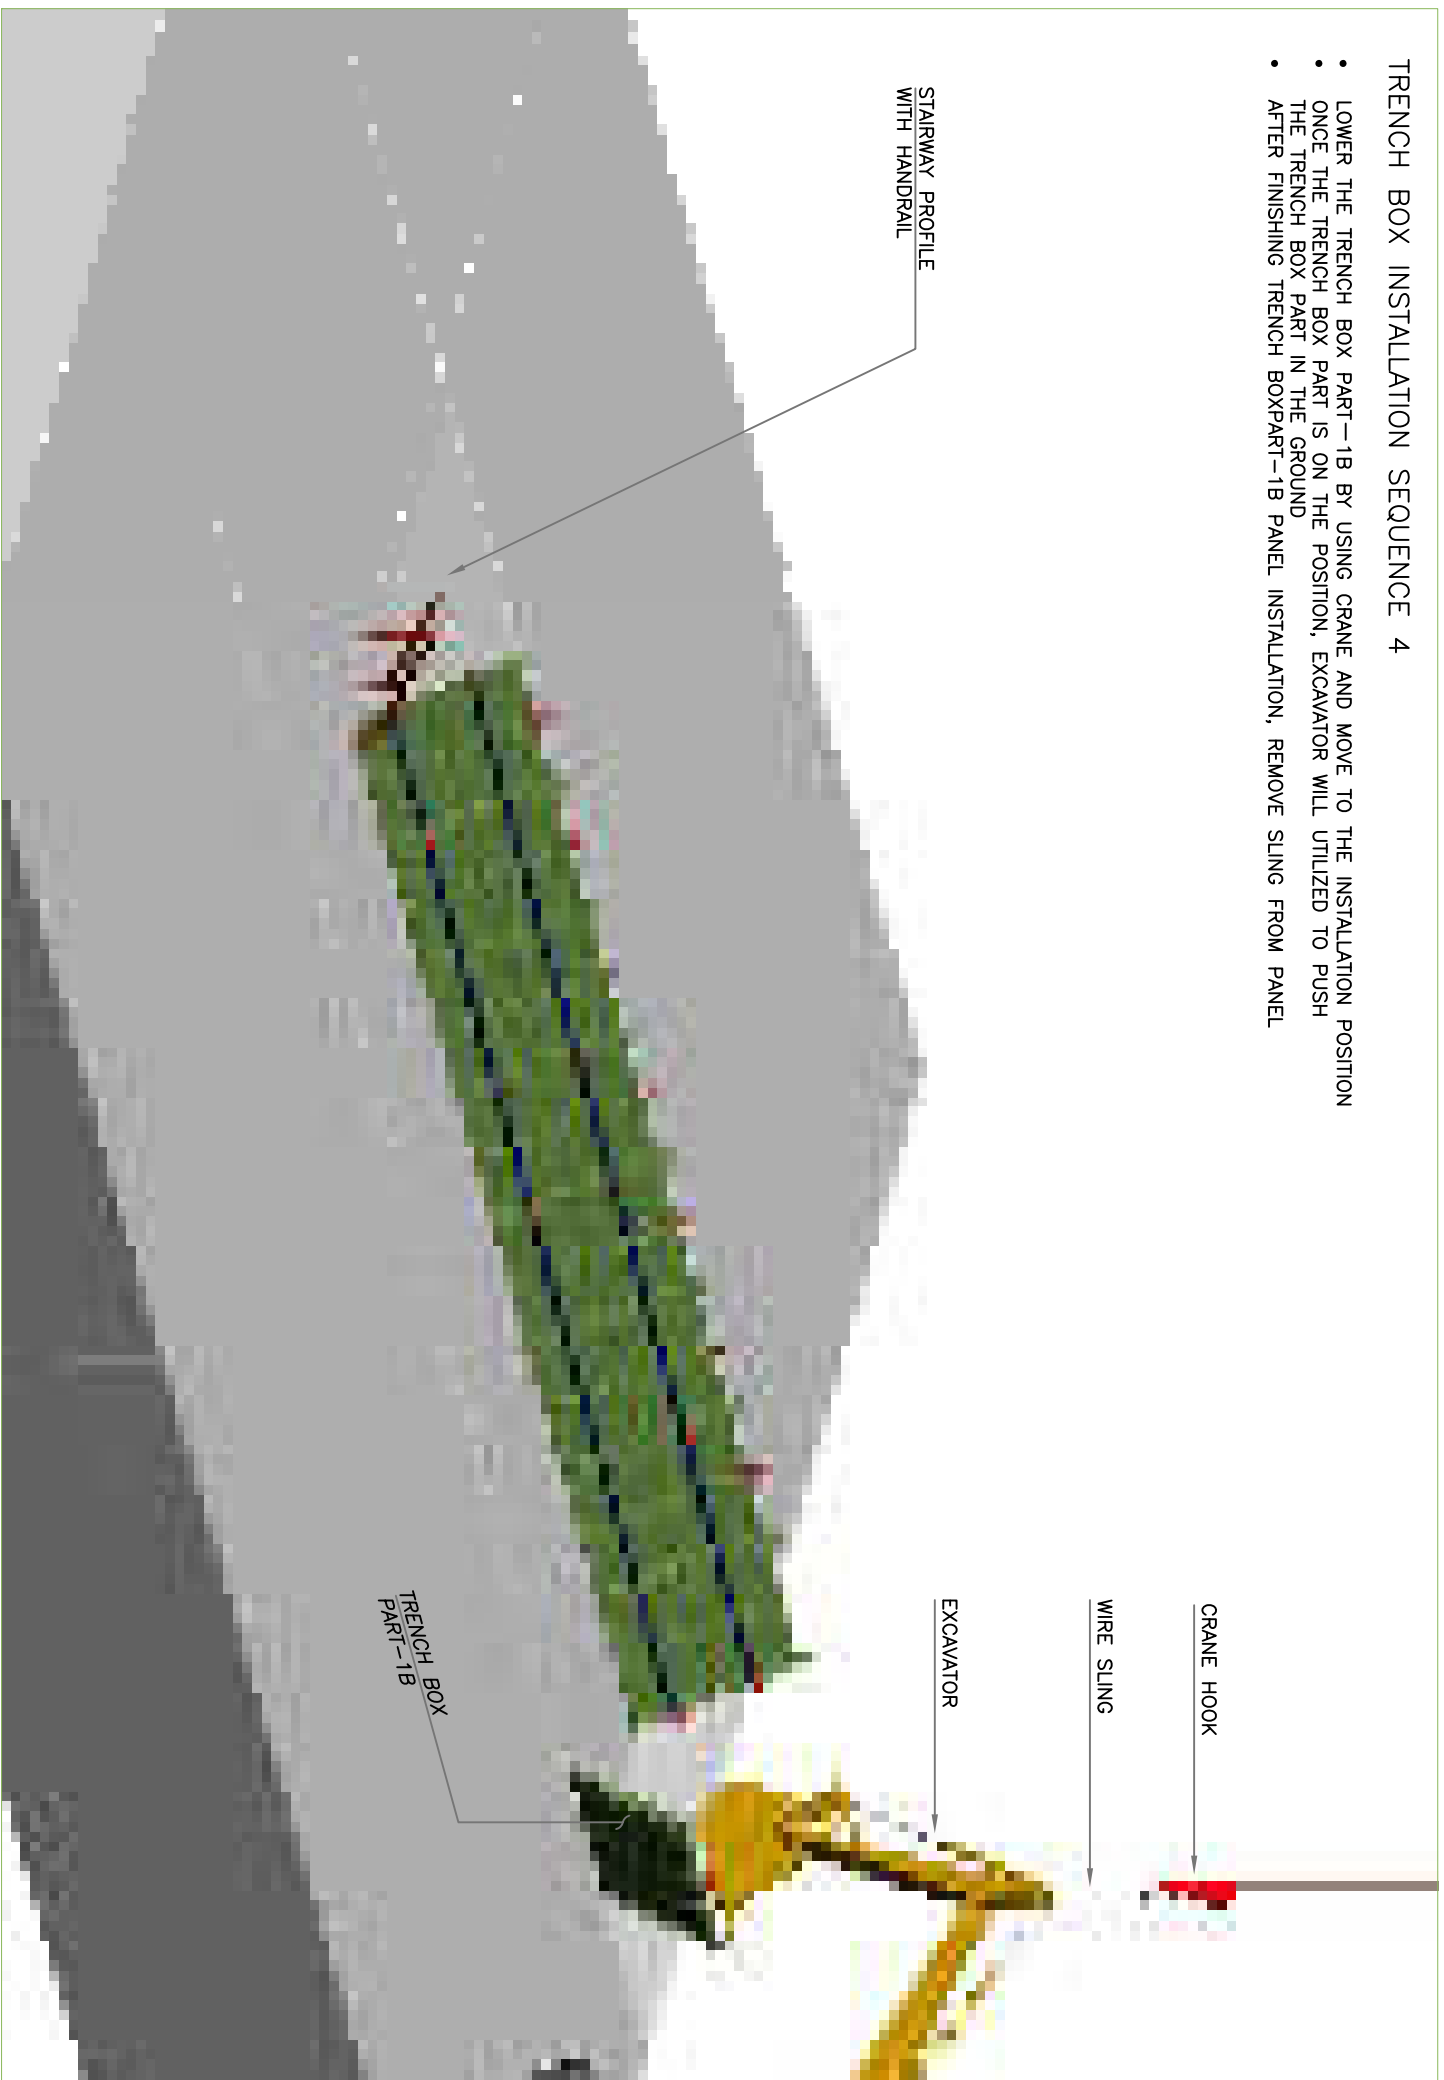 TRENCH BOX INSTALLATION SEQUENCE 4
• LOWER THE TRENCH BOX PART-1B BY USING CRANE AND MOVE TO THE INSTALLATION POSITION
• ONCE THE TRENCH BOX PART IS ON THE POSITION, EXCAVATOR WILL UTILIZED TO PUSH
THE TRENCH BOX PART IN THE GROUND
• AFTER FINISHING TRENCH BOXPART-1B PANEL INSTALLATION, REMOVE SLING FROM PANEL
CRANE HOOK
WIRE SLING
EXCAVATOR
STAIRWAY PROFILE
WITH HANDRAIL
TRENCH BOX
PART-1B